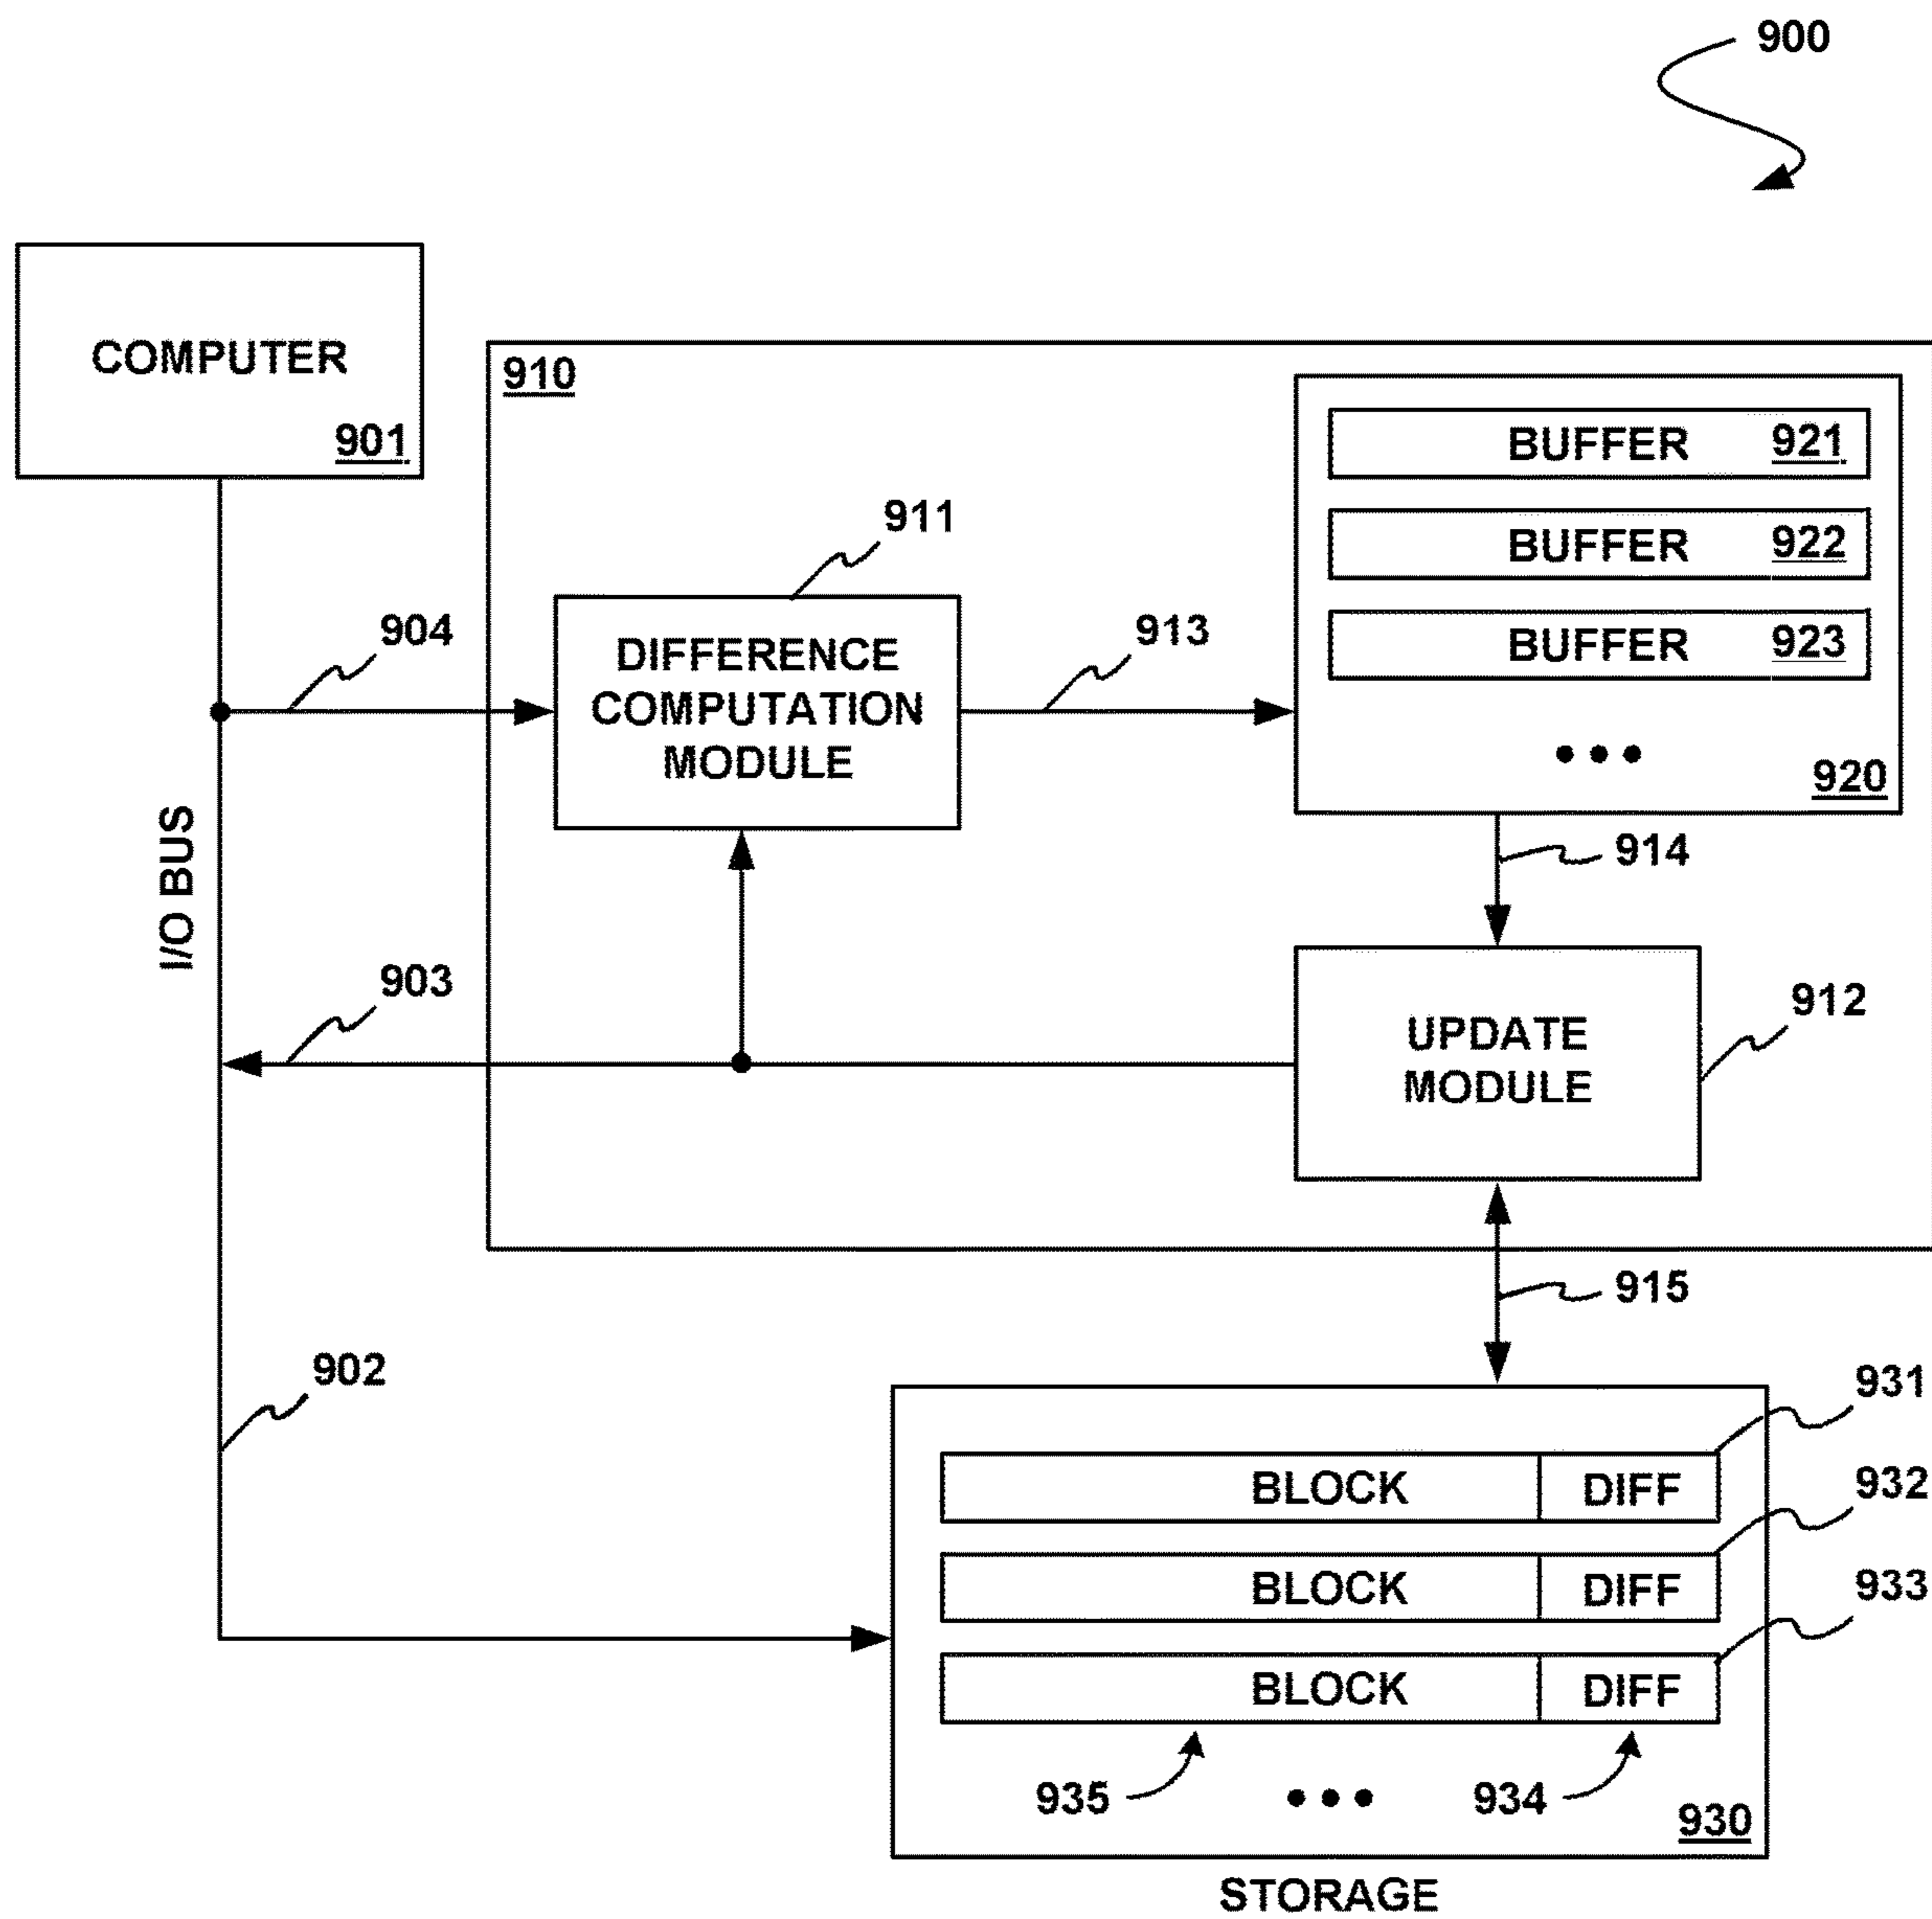 900
COMPUTER
901
910
BUFFER 921
BUFFER 922
BUFFER 923
920
911
904
DIFFERENCE
COMPUTATION
MODULE
913
914
I/O BUS
903
UPDATE
MODULE
912
915
902
931
BLOCK DIFF
932
BLOCK DIFF
933
BLOCK DIFF
935
934
930
STORAGE